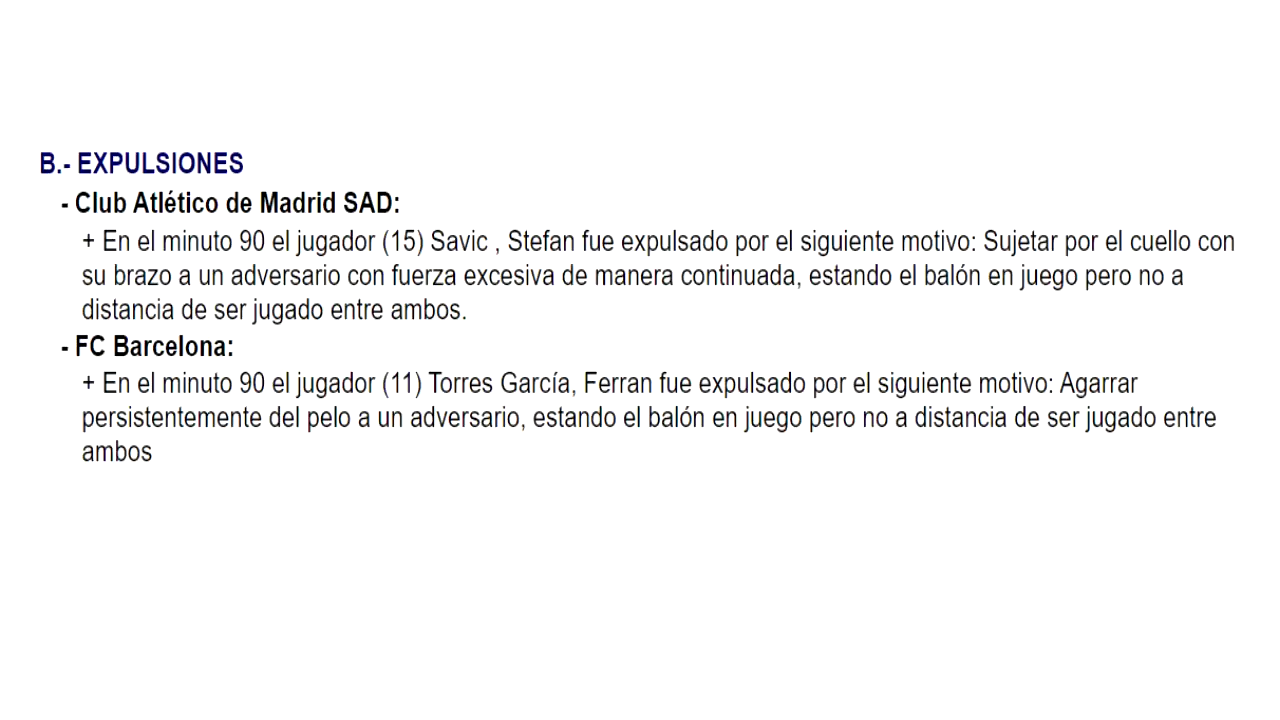 B.- EXPULSIONES
- Club Atlético de Madrid SAD:
+ En el minuto 90 el jugador (15) Savic , Stefan fue expulsado por el siguiente motivo: Sujetar por el cuello con
su brazo a un adversario con fuerza excesiva de manera continuada, estando el balón en juego pero no a
distancia de ser jugado entre ambos.
- FC Barcelona:
+ En el minuto 90 el jugador (11) Torres García, Ferran fue expulsado por el siguiente motivo: Agarrar
persistentemente del pelo a un adversario, estando el balón en juego pero no a distancia de ser jugado entre
ambos